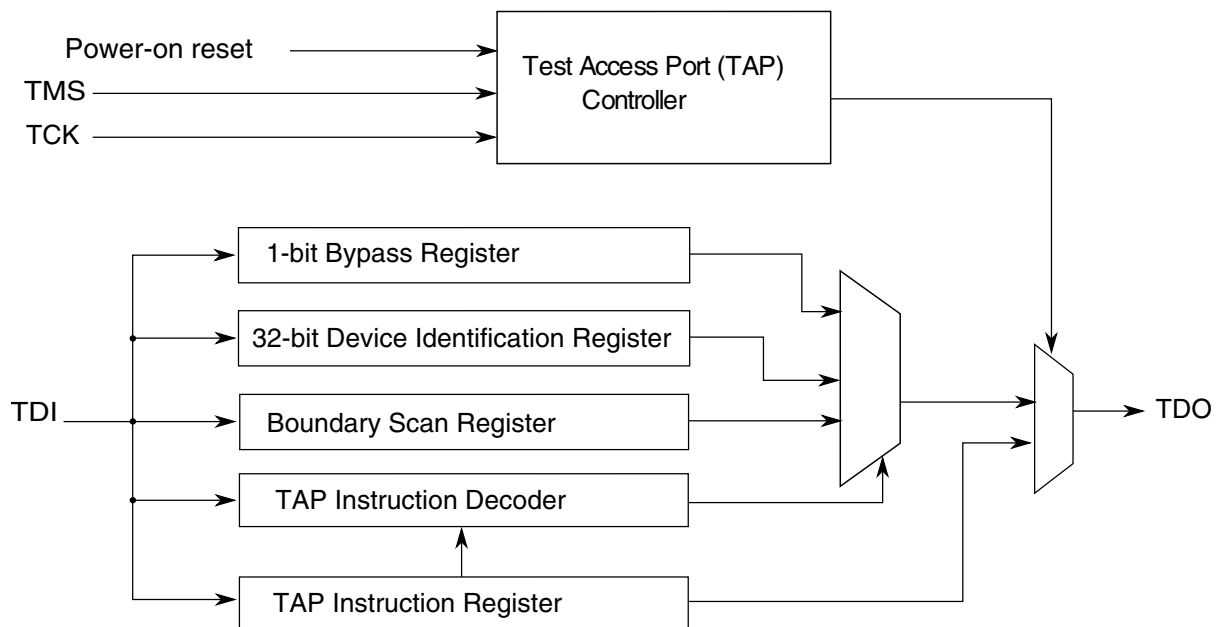 Power-on reset
TMS
TCK
Test Access Port (TAP)
Controller
1-bit Bypass Register
32-bit Device Identification Register
TDI
Boundary Scan Register
TDO
TAP Instruction Decoder
TAP Instruction Register